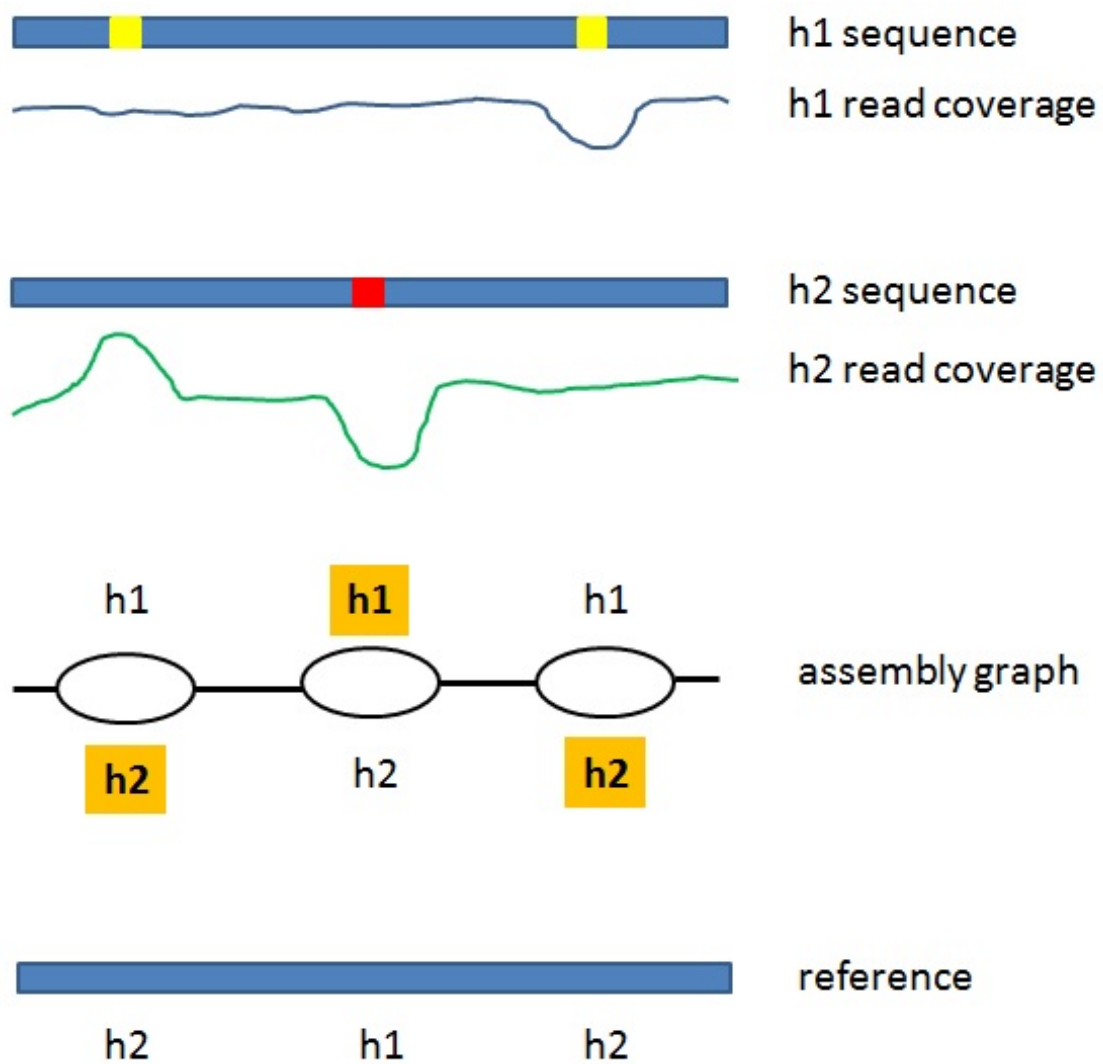 h1 sequence
h1 read coverage
h2 sequence
h2 read coverage
h1 h1 h1
assembly graph
h2 h2 h2
reference
h2 h1 h2